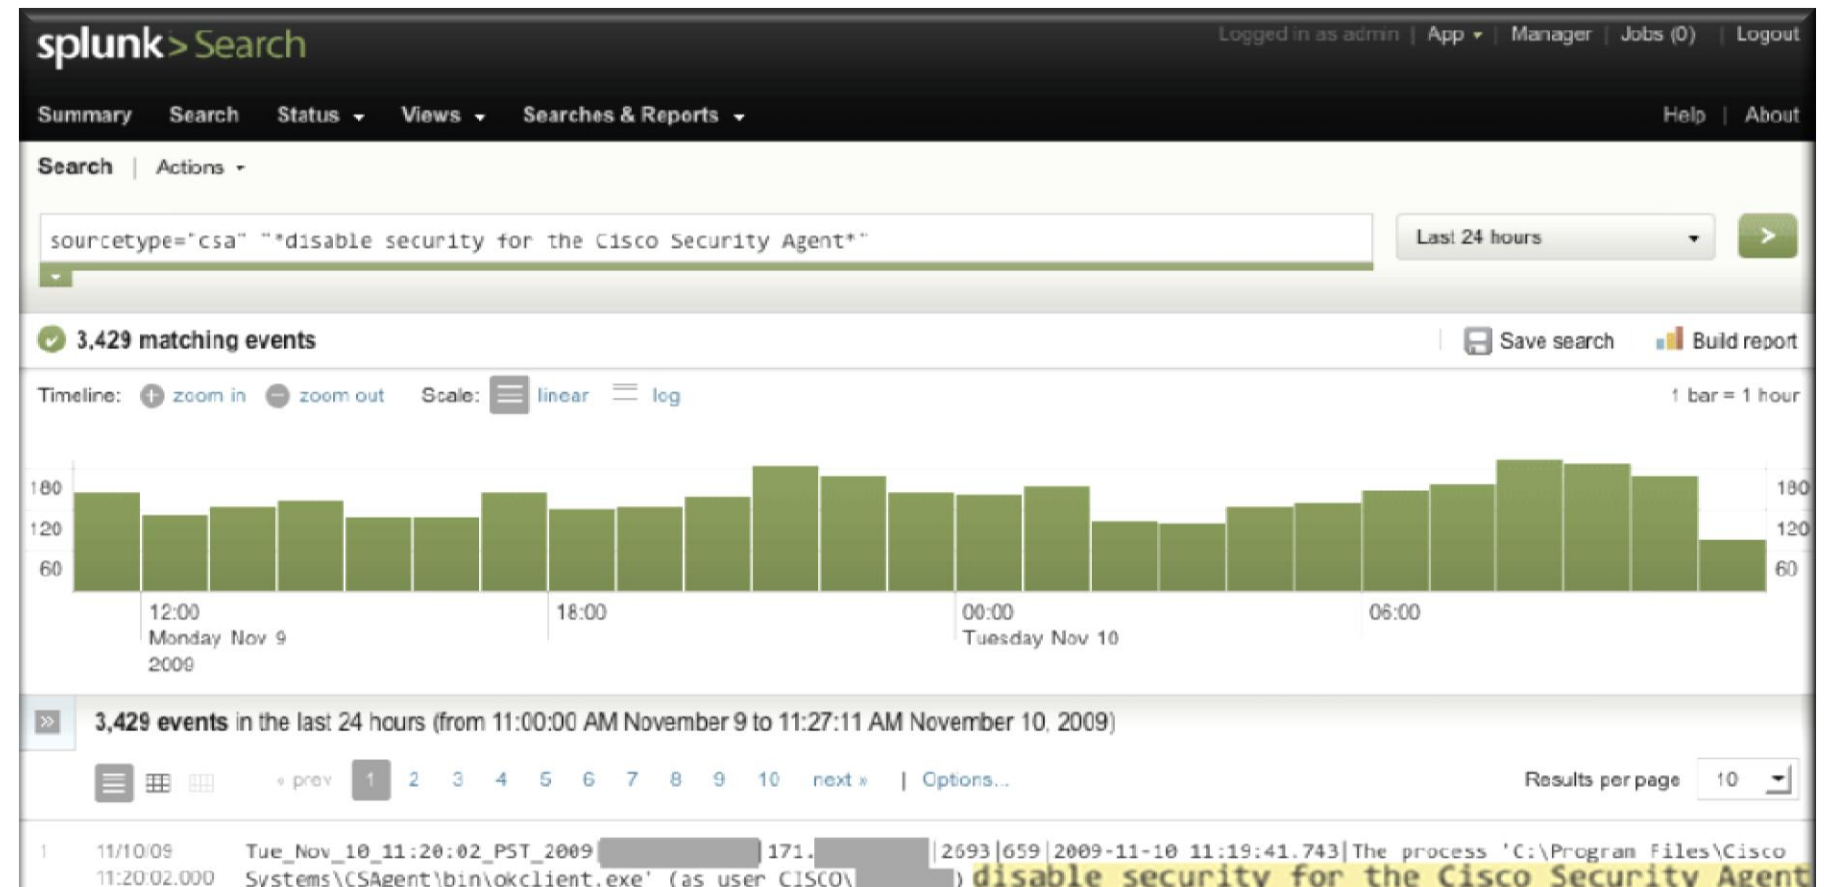 splunk> Search
Logged in as admin | App | Manager | Jobs (0) | Logout
Summary Search Status Views Searches & Reports
Help | About
Search | Actions
sourcetype="csa" "*disable security for the Cisco Security Agent*"
Last 24 hours
>
3,429 matching events
Save search Build report
Timeline: zoom in zoom out Scale: linear log
1 bar = 1 hour
180 180
120 120
60 60
12:00 18:00 00:00 06:00
Monday Nov 9 Tuesday Nov 10
2009
» 3,429 events in the last 24 hours (from 11:00:00 AM November 9 to 11:27:11 AM November 10, 2009)
« prev 1 2 3 4 5 6 7 8 9 10 next » | Options...
Results per page 10
1 11/10/09 Tue_Nov_10_11:20:02_PST_2009| |171. |2693|659|2009-11-10 11:19:41.743|The process 'C:\Program Files\Cisco
11:20:02.000 Systems\CSAgent\bin\okclient.exe' (as user CISCO\ ) disable security for the Cisco Security Agent